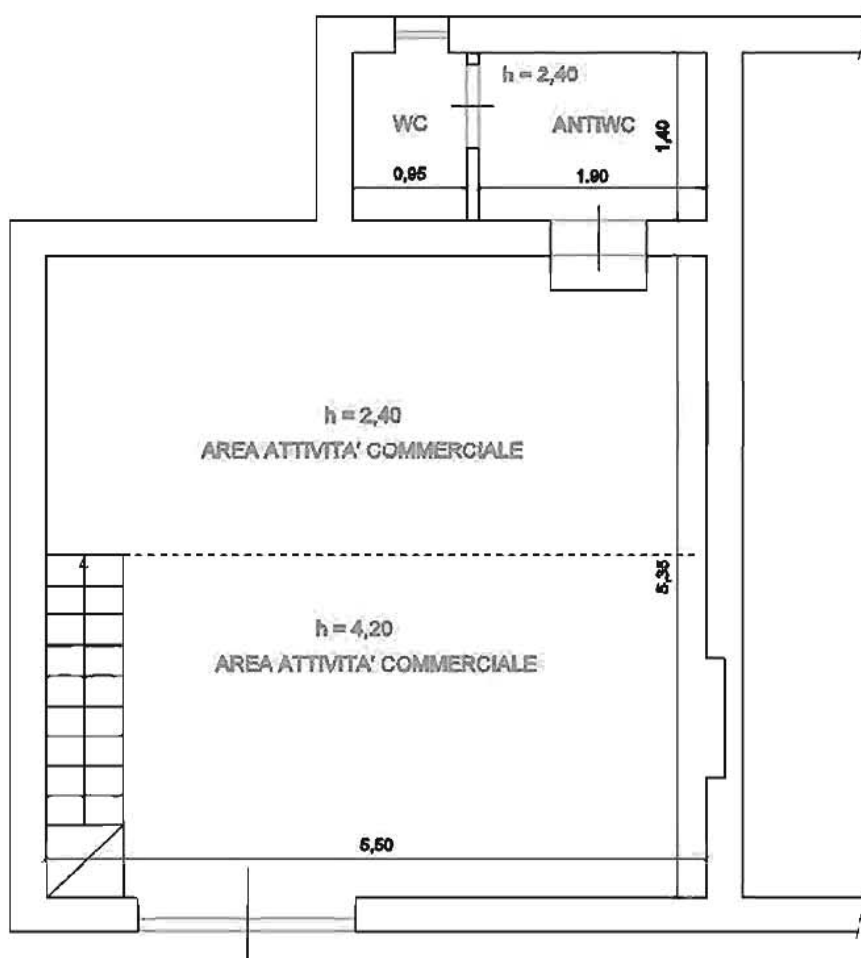 h = 2,40
WC
ANTIWC
1,40
0,95
1.90
h = 2,40
AREA ATTIVITA' COMMERCIALE
5,35
h = 4,20
AREA ATTIVITA' COMMERCIALE
5,50